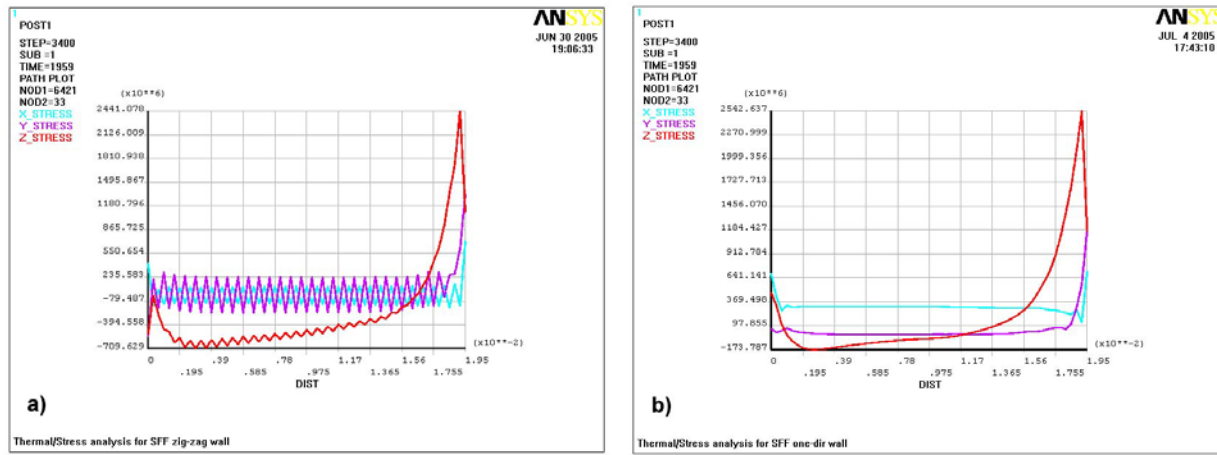 1
POST1
STEP=3400
SUB =1
TIME=1959
PATH PLOT
NOD1=6421
NOD2=33
X_STRESS
Y_STRESS
Z_STRESS
ANSYS
JUN 30 2005
19:06:33
(x10**6)
2441.078
2126.009
1810.938
1495.867
1180.796
865.725
550.654
235.583
-79.487
-394.558
-709.629
(x10**-2)
0 .39 .78 1.17 1.56 1.95
.195 .585 .975 1.365 1.755
DIST
a)
Thermal/Stress analysis for SFF zig-zag wall
1
POST1
STEP=3400
SUB =1
TIME=1959
PATH PLOT
NOD1=6421
NOD2=33
X_STRESS
Y_STRESS
Z_STRESS
ANSYS
JUL 4 2005
17:43:10
(x10**6)
2542.637
2270.999
1999.356
1727.713
1456.070
1184.427
912.784
641.141
369.498
97.855
-173.787
(x10**-2)
0 .39 .78 1.17 1.56 1.95
.195 .585 .975 1.365 1.755
DIST
b)
Thermal/Stress analysis for SFF one-dir wall